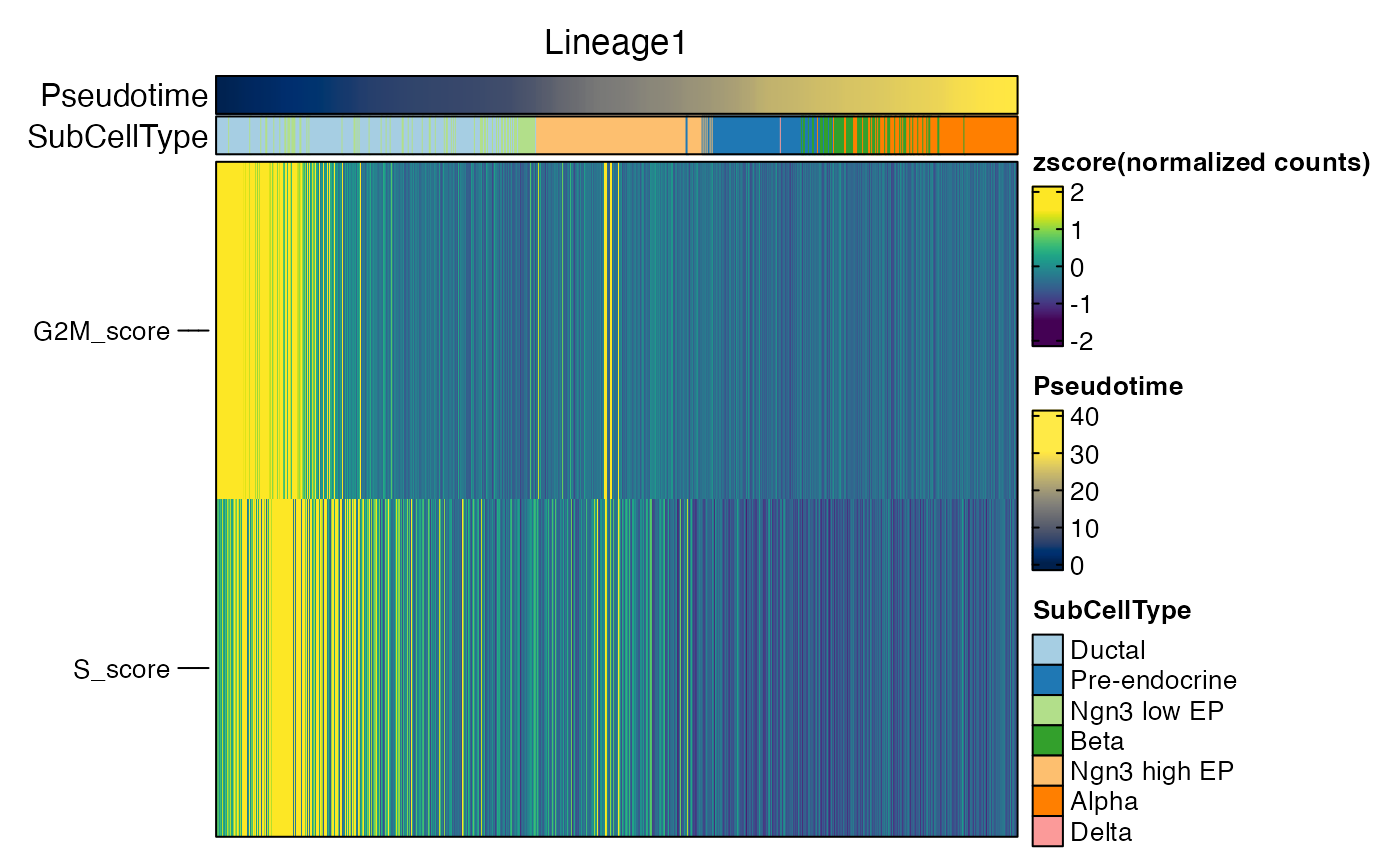 Lineage1
Pseudotime
SubCellType
G2M_score
S_score
zscore(normalized counts)
2
1
0
-1
-2
Pseudotime
40
30
20
10
0
SubCellType
Ductal
Pre-endocrine
Ngn3 low EP
Beta
Ngn3 high EP
Alpha
Delta